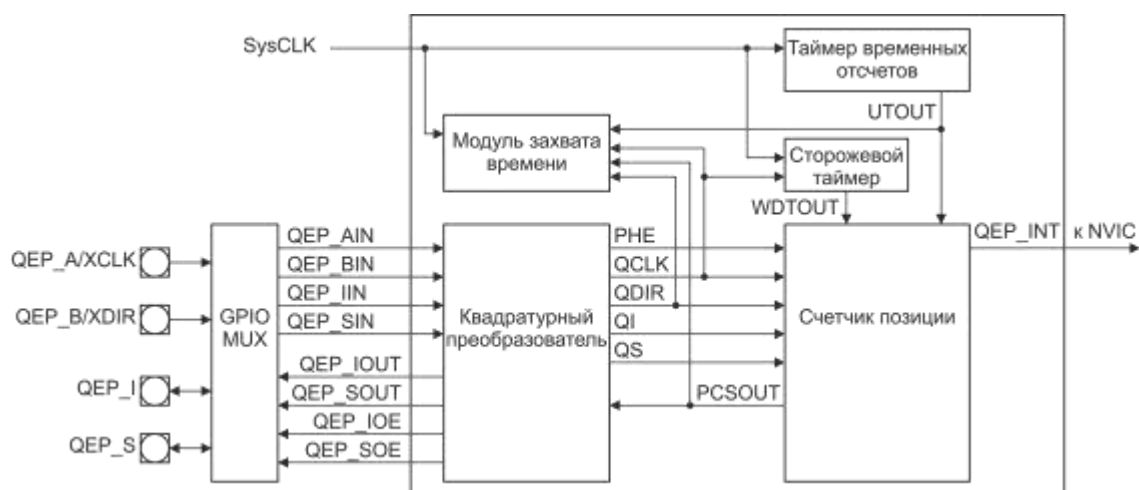 SysCLK
Таймер временных
отсчетов
UTOUT
Модуль захвата
времени
Сторожевой
таймер
WDTOUT
QEP_A/XCLK
QEP_B/XDIR
QEP_I
QEP_S
GPIO
MUX
QEP_AIN
QEP_BIN
QEP_IIN
QEP_SIN
QEP_IOUT
QEP_SOUT
QEP_IOE
QEP_SOE
Квадратурный
преобразователь
PHE
QCLK
QDIR
QI
QS
PCSOUT
Счетчик позиции
QEP_INT к NVIC